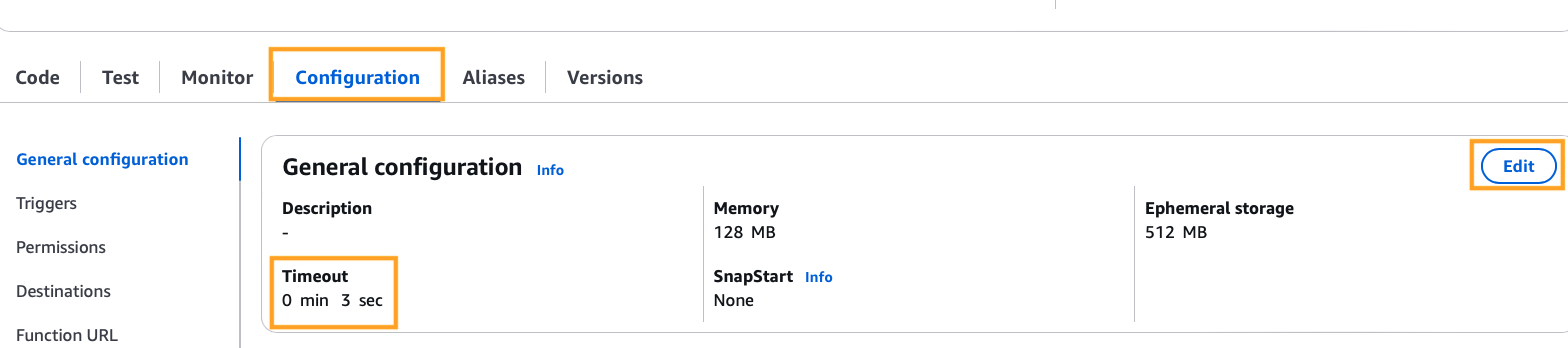 Code Test Monitor Configuration Aliases Versions
General configuration
Triggers
Permissions
Destinations
Function URL
General configuration Info
Edit
Description
-
Memory
128 MB
Ephemeral storage
512 MB
Timeout
0 min 3 sec
SnapStart Info
None